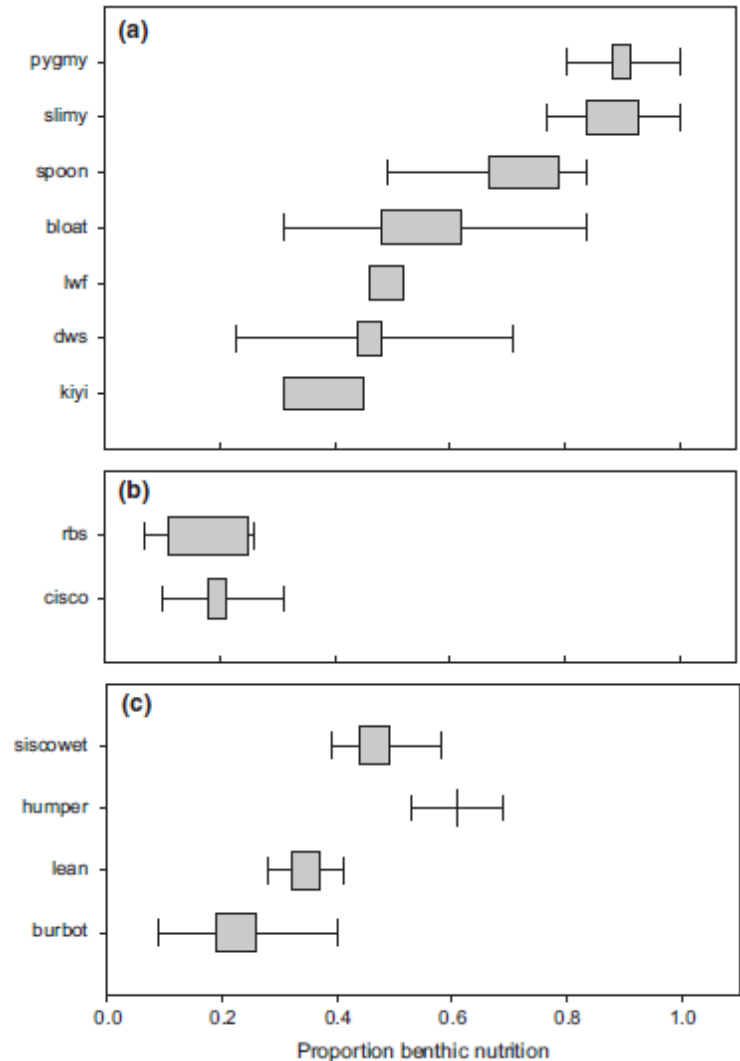 (a)
pygmy
slimy
spoon
bloat
lwf
dws
kiyi
(b)
rbs
cisco
(c)
siscowet
humper
lean
burbot
0.0 0.2 0.4 0.6 0.8 1.0
Proportion benthic nutrition